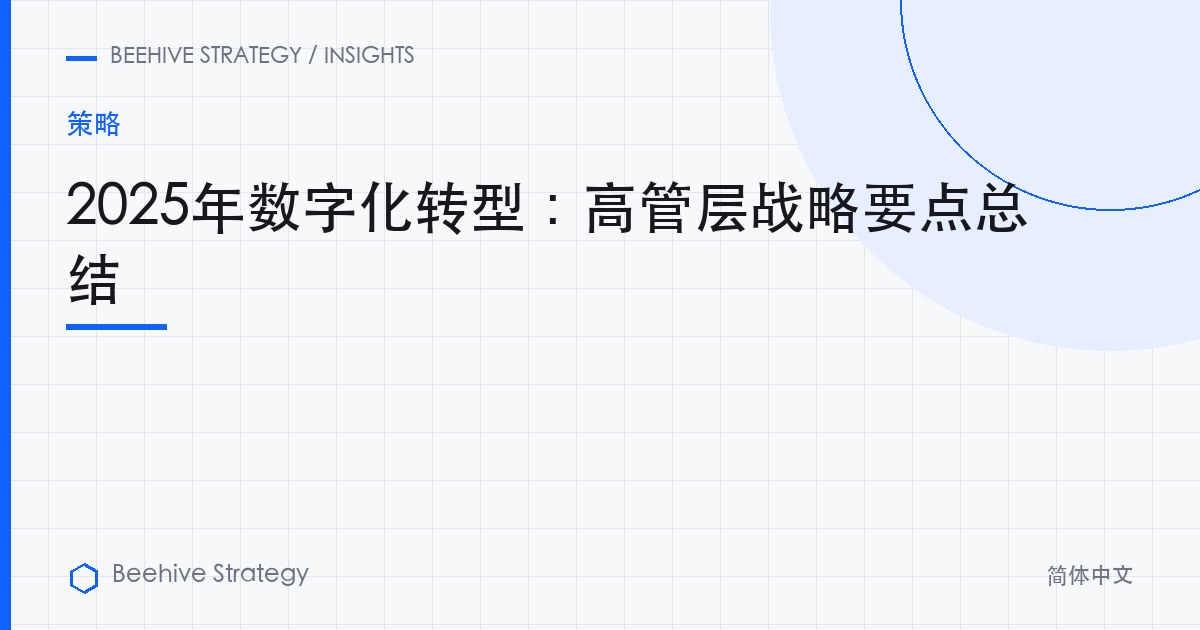 BEEHIVE STRATEGY / INSIGHTS
策略
2025年数字化转型：高管层战略要点总
结
Beehive Strategy
简体中文